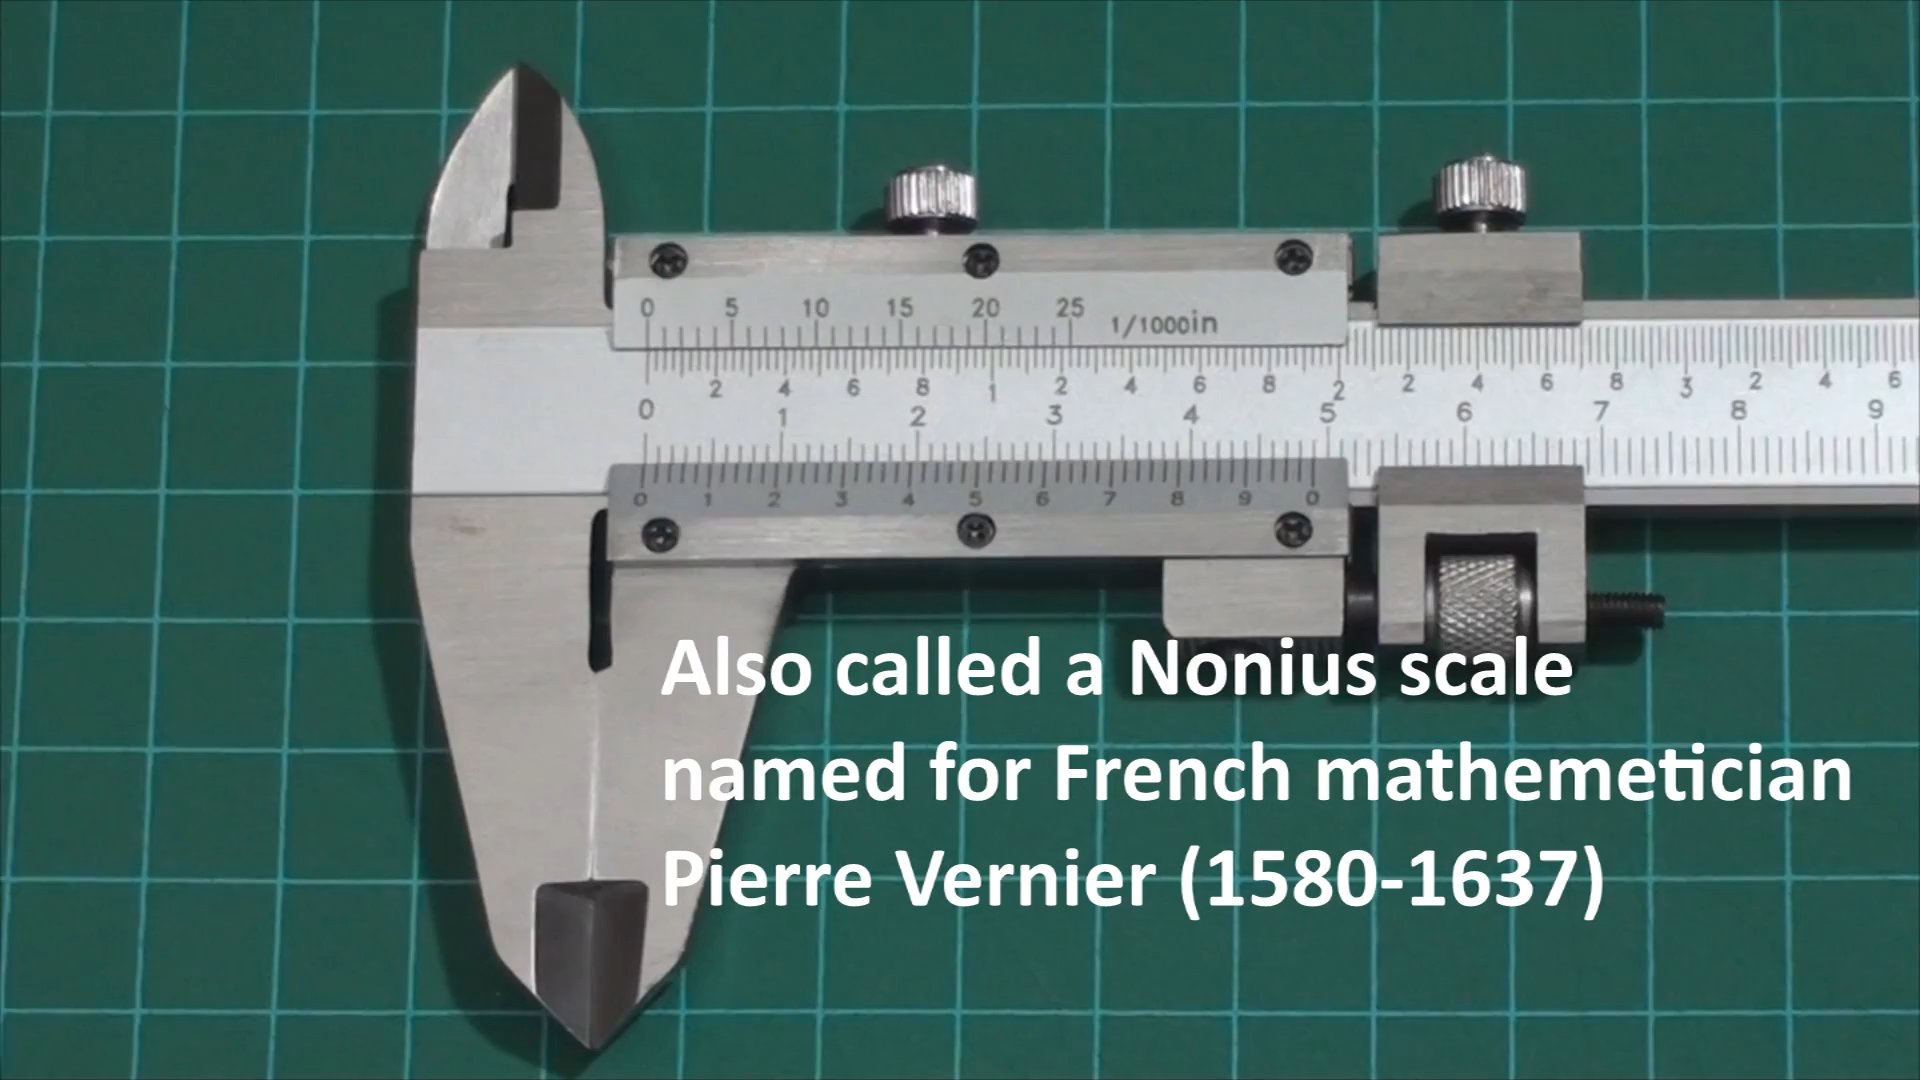 0 5 10 15 20 25 1/1000in
2 4 6 8 1 2 4 6 8 2 2 4 6 8 3 2 4 6
0 1 2 3 4 5 6 7 8 9
0 1 2 3 4 5 6 7 8 9 0
Also called a Nonius scale
named for French mathemetician
Pierre Vernier (1580-1637)